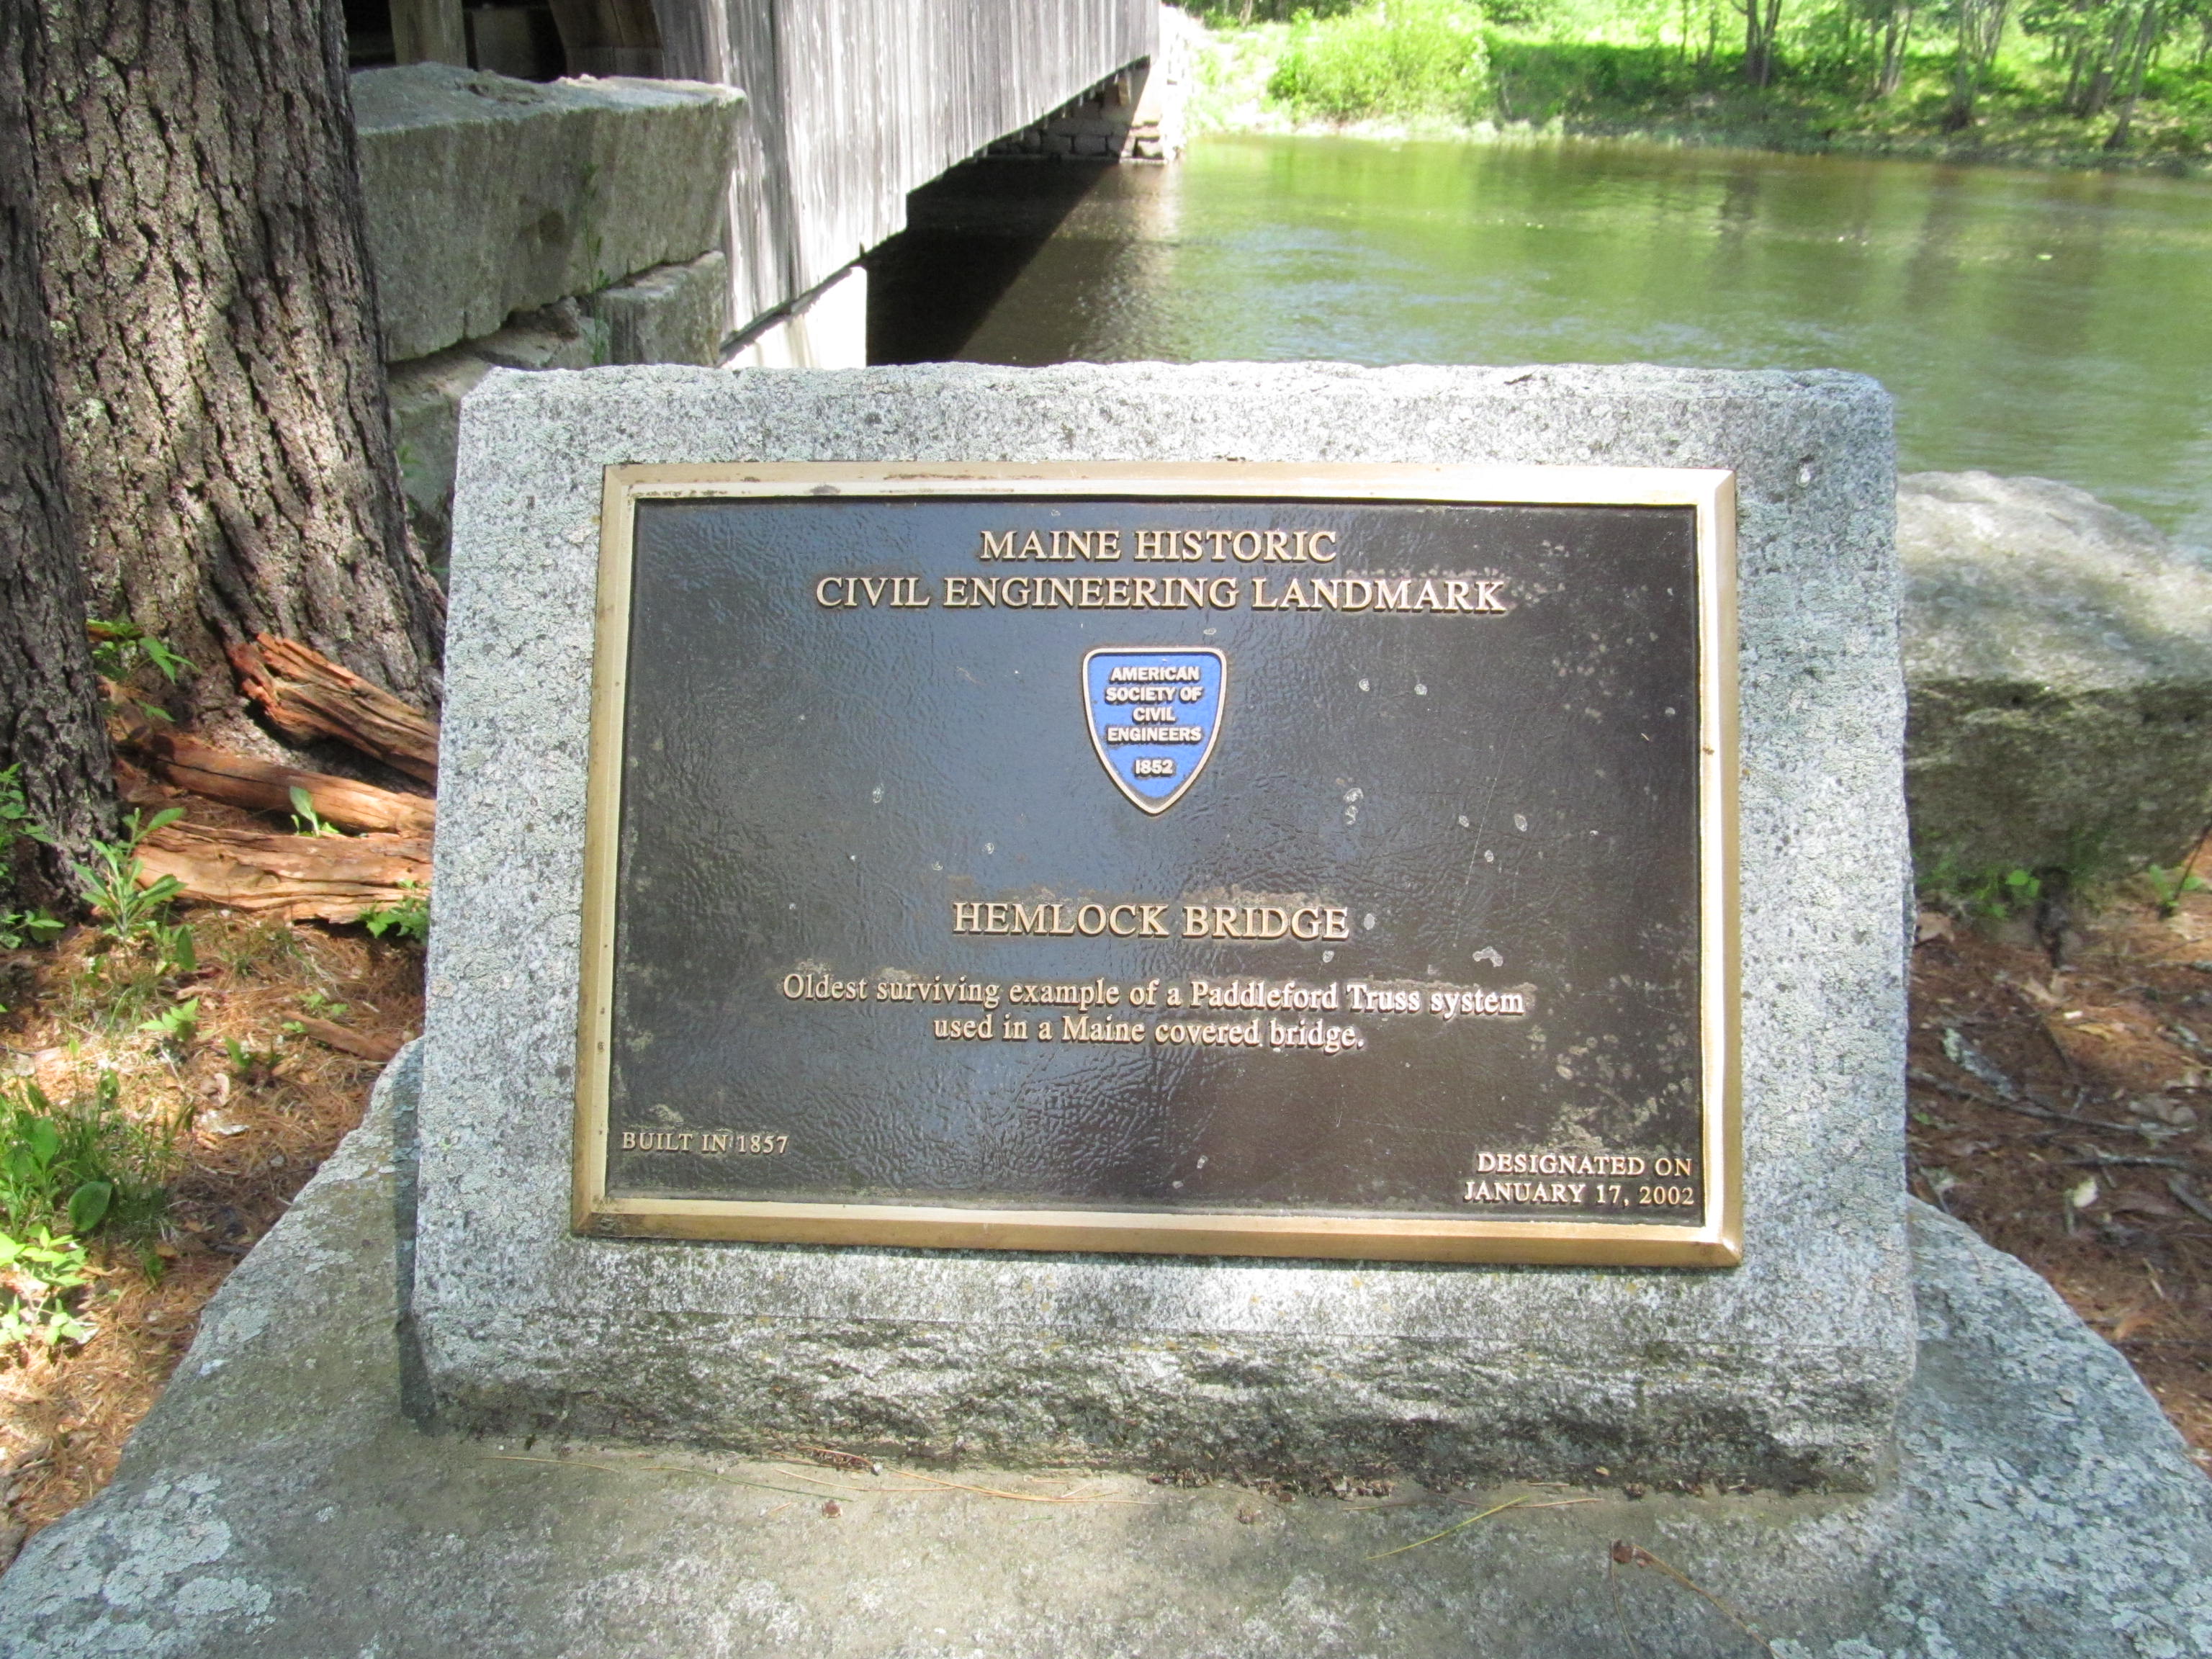 MAINE HISTORIC
CIVIL ENGINEERING LANDMARK
AMERICAN
SOCIETY OF
CIVIL
ENGINEERS
1852
HEMLOCK BRIDGE
Oldest surviving example of a Paddleford Truss system
used in a Maine covered bridge.
BUILT IN 1857
DESIGNATED ON
JANUARY 17, 2002